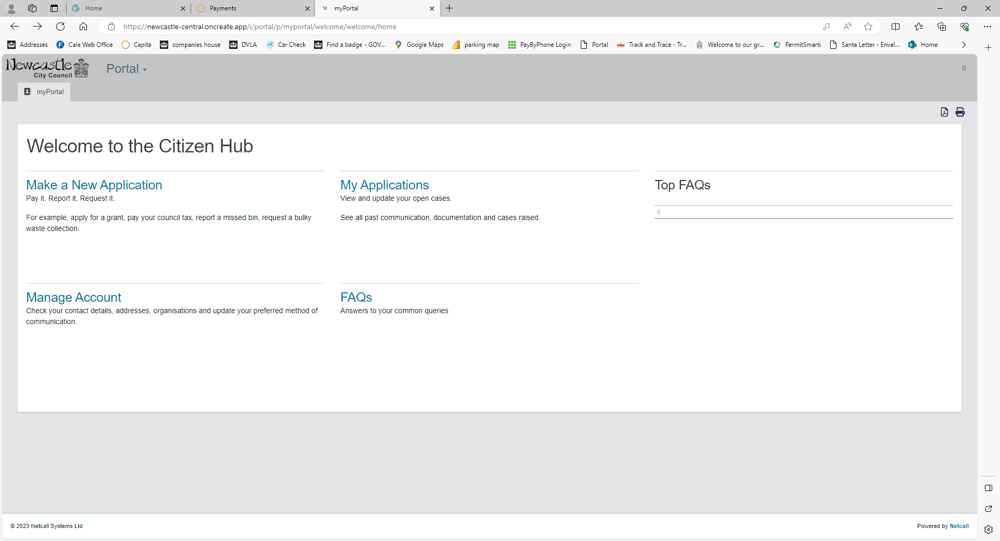 Home
Payments
myPortal
https://newcastle-central.oncreate.app/i/portal/p/myportal/welcome/welcome/home
Addresses
Cale Web Office
Capita
companies house
DVLA
Car Check
Find a badge - GOV...
Google Maps
parking map
PayByPhone Login
Portal
Track and Trace - Tr...
Welcome to our gr...
PermitSmarti
Santa Letter - Envel...
Home
Newcastle
City Council
Portal
S
myPortal
Welcome to the Citizen Hub
Make a New Application
Pay it, Report it, Request it.
For example, apply for a grant, pay your council tax, report a missed bin, request a bulky
waste collection.
My Applications
View and update your open cases.
See all past communication, documentation and cases raised.
Top FAQs
Manage Account
Check your contact details, addresses, organisations and update your preferred method of
communication.
FAQs
Answers to your common queries
© 2023 Netcall Systems Ltd
Powered by Netcall